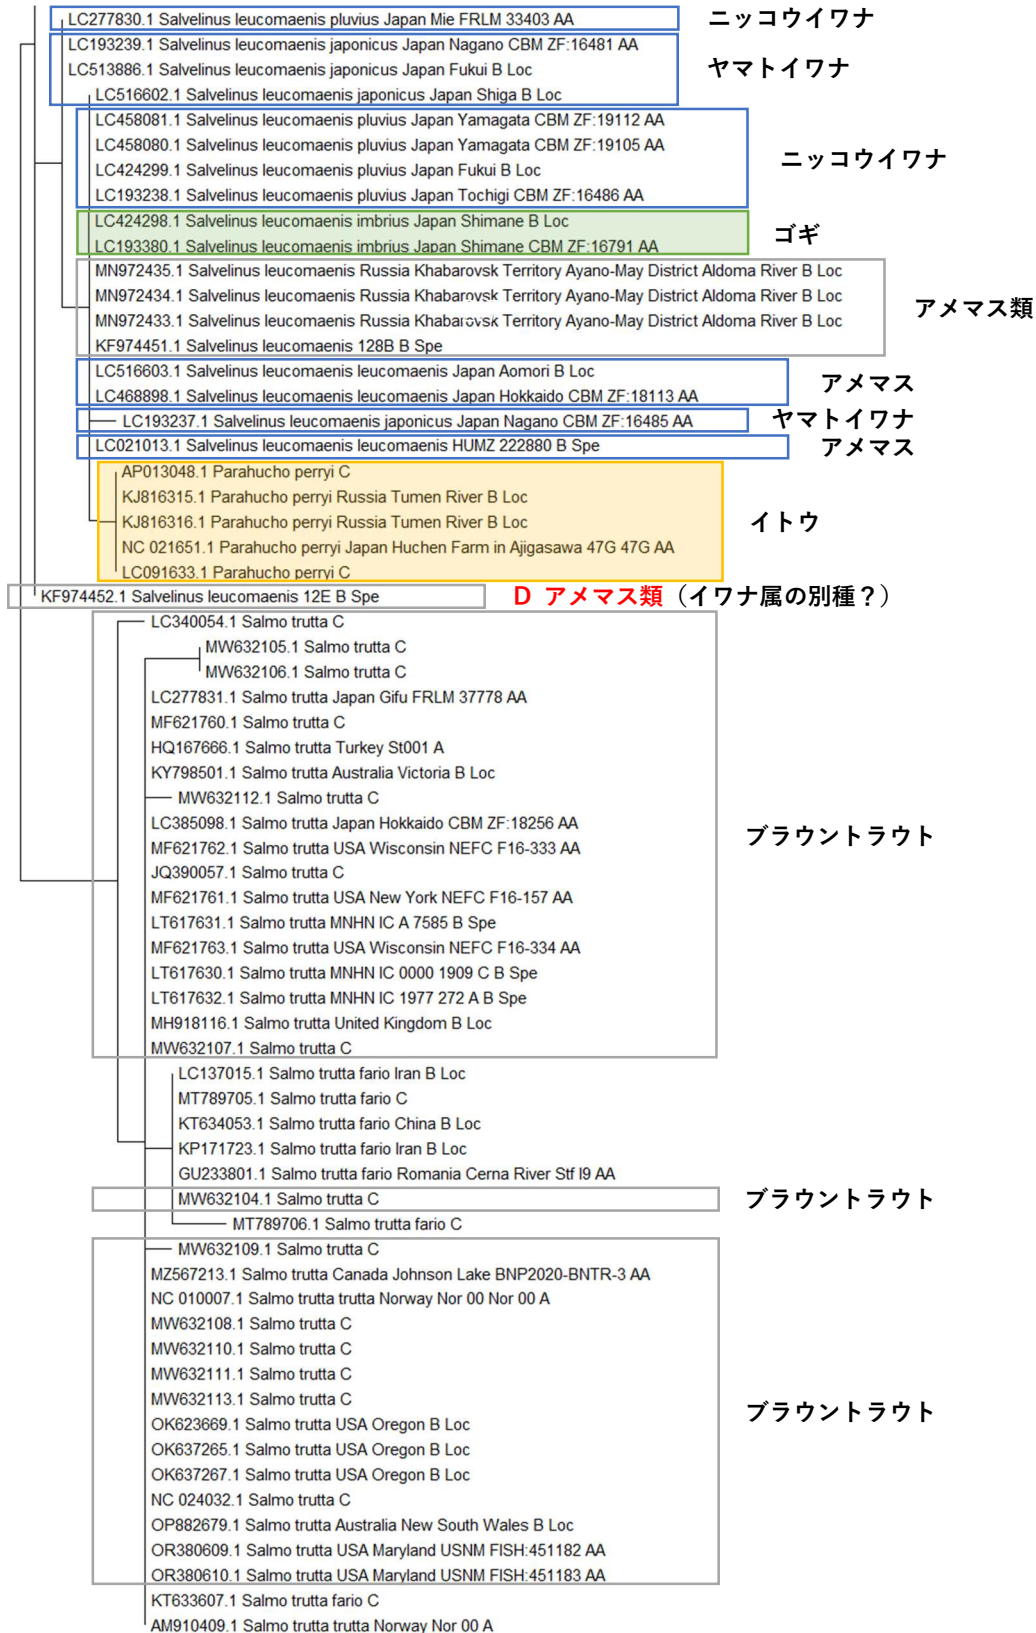 LC277830.1 Salvelinus leucomaenis pluvius Japan Mie FRLM 33403 AA
ニッコウイワナ
LC193239.1 Salvelinus leucomaenis japonicus Japan Nagano CBM ZF:16481 AA
LC513886.1 Salvelinus leucomaenis japonicus Japan Fukui B Loc
ヤマトイワナ
LC516602.1 Salvelinus leucomaenis japonicus Japan Shiga B Loc
LC458081.1 Salvelinus leucomaenis pluvius Japan Yamagata CBM ZF:19112 AA
LC458080.1 Salvelinus leucomaenis pluvius Japan Yamagata CBM ZF:19105 AA
ニッコウイワナ
LC424299.1 Salvelinus leucomaenis pluvius Japan Fukui B Loc
LC193238.1 Salvelinus leucomaenis pluvius Japan Tochigi CBM ZF:16486 AA
LC424298.1 Salvelinus leucomaenis imbrius Japan Shimane B Loc
ゴギ
LC193380.1 Salvelinus leucomaenis imbrius Japan Shimane CBM ZF:16791 AA
MN972435.1 Salvelinus leucomaenis Russia Khabarovsk Territory Ayano-May District Aldoma River B Loc
MN972434.1 Salvelinus leucomaenis Russia Khabarovsk Territory Ayano-May District Aldoma River B Loc
アメマス類
MN972433.1 Salvelinus leucomaenis Russia Khabarovsk Territory Ayano-May District Aldoma River B Loc
KF974451.1 Salvelinus leucomaenis 128B B Spe
LC516603.1 Salvelinus leucomaenis leucomaenis Japan Aomori B Loc
アメマス
LC468898.1 Salvelinus leucomaenis leucomaenis Japan Hokkaido CBM ZF:18113 AA
LC193237.1 Salvelinus leucomaenis japonicus Japan Nagano CBM ZF:16485 AA
ヤマトイワナ
LC021013.1 Salvelinus leucomaenis leucomaenis HUMZ 222880 B Spe
アメマス
AP013048.1 Parahucho perryi C
KJ816315.1 Parahucho perryi Russia Tumen River B Loc
KJ816316.1 Parahucho perryi Russia Tumen River B Loc
イトウ
NC 021651.1 Parahucho perryi Japan Huchen Farm in Ajigasawa 47G 47G AA
LC091633.1 Parahucho perryi C
KF974452.1 Salvelinus leucomaenis 12E B Spe
D アメマス類（イワナ属の別種？）
LC340054.1 Salmo trutta C
MW632105.1 Salmo trutta C
MW632106.1 Salmo trutta C
LC277831.1 Salmo trutta Japan Gifu FRLM 37778 AA
MF621760.1 Salmo trutta C
HQ167666.1 Salmo trutta Turkey St001 A
KY798501.1 Salmo trutta Australia Victoria B Loc
MW632112.1 Salmo trutta C
LC385098.1 Salmo trutta Japan Hokkaido CBM ZF:18256 AA
ブラウントラウト
MF621762.1 Salmo trutta USA Wisconsin NEFC F16-333 AA
JQ390057.1 Salmo trutta C
MF621761.1 Salmo trutta USA New York NEFC F16-157 AA
LT617631.1 Salmo trutta MNHN IC A 7585 B Spe
MF621763.1 Salmo trutta USA Wisconsin NEFC F16-334 AA
LT617630.1 Salmo trutta MNHN IC 0000 1909 C B Spe
LT617632.1 Salmo trutta MNHN IC 1977 272 A B Spe
MH918116.1 Salmo trutta United Kingdom B Loc
MW632107.1 Salmo trutta C
LC137015.1 Salmo trutta fario Iran B Loc
MT789705.1 Salmo trutta fario C
KT634053.1 Salmo trutta fario China B Loc
KP171723.1 Salmo trutta fario Iran B Loc
GU233801.1 Salmo trutta fario Romania Cerna River Stf I9 AA
MW632104.1 Salmo trutta C
ブラウントラウト
MT789706.1 Salmo trutta fario C
MW632109.1 Salmo trutta C
MZ567213.1 Salmo trutta Canada Johnson Lake BNP2020-BNTR-3 AA
NC 010007.1 Salmo trutta trutta Norway Nor 00 Nor 00 A
MW632108.1 Salmo trutta C
MW632110.1 Salmo trutta C
MW632111.1 Salmo trutta C
MW632113.1 Salmo trutta C
ブラウントラウト
OK623669.1 Salmo trutta USA Oregon B Loc
OK637265.1 Salmo trutta USA Oregon B Loc
OK637267.1 Salmo trutta USA Oregon B Loc
NC 024032.1 Salmo trutta C
OP882679.1 Salmo trutta Australia New South Wales B Loc
OR380609.1 Salmo trutta USA Maryland USNM FISH:451182 AA
OR380610.1 Salmo trutta USA Maryland USNM FISH:451183 AA
KT633607.1 Salmo trutta fario C
AM910409.1 Salmo trutta trutta Norway Nor 00 A